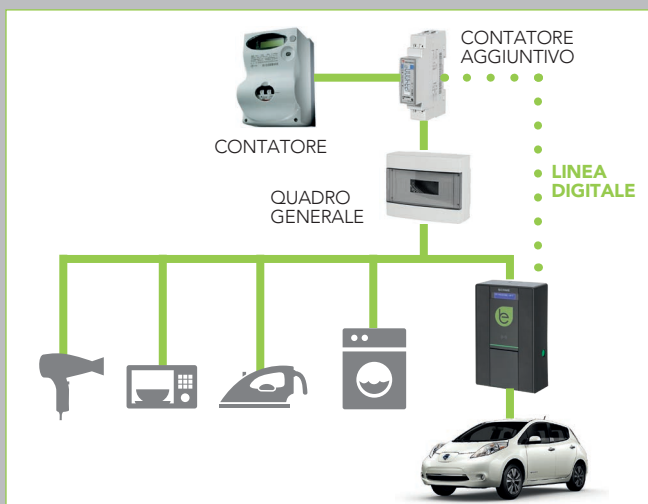 CONTATORE
AGGIUNTIVO
CONTATORE
LINEA
DIGITALE
QUADRO
GENERALE